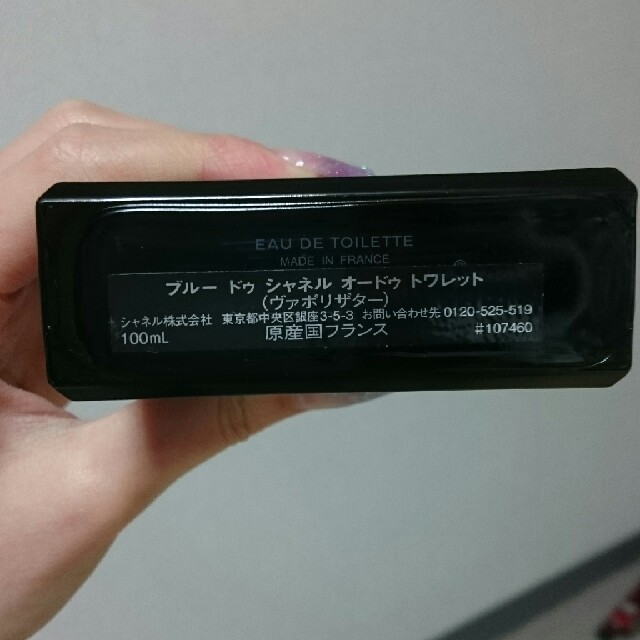 EAU DE TOILETTE
MADE IN FRANCE
®
ブルー ドゥ シャネル オードゥ トワレット
(ヴァポリザター)
シャネル株式会社 東京都中央区銀座3-5-3 お問い合わせ先 0120-525-519
100mL 原産国フランス #107460